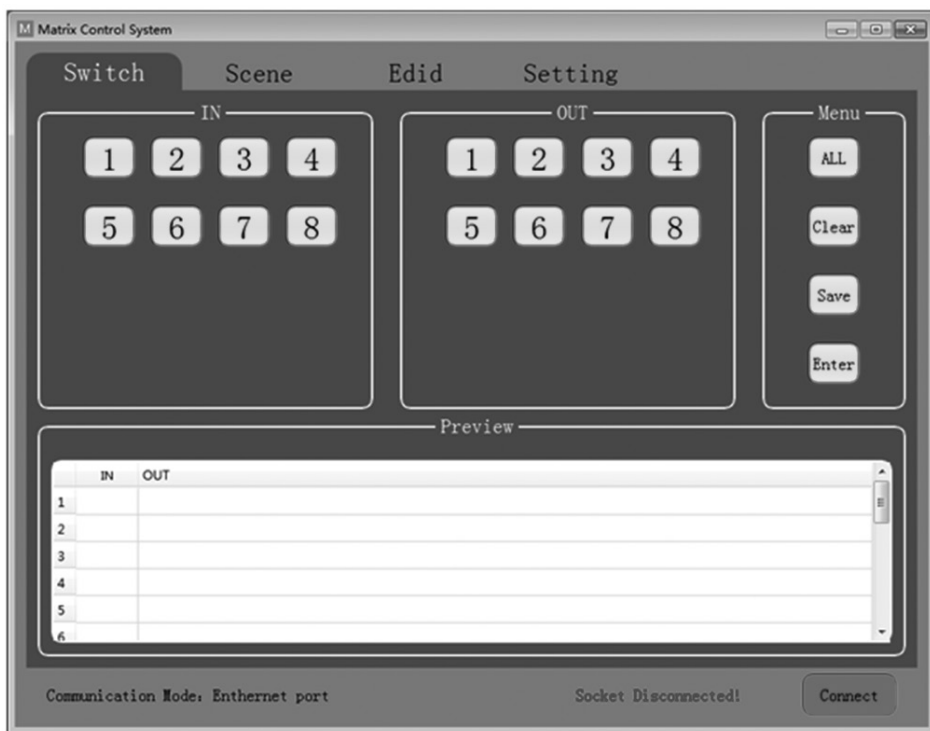 M Matrix Control System
Switch Scene Edid Setting
IN OUT Menu
1 2 3 4 1 2 3 4 ALL
5 6 7 8 5 6 7 8 Clear
Save
Enter
Preview
IN OUT
1
2
3
4
5
6
Communication Mode: Enthernet port Socket Disconnected! Connect